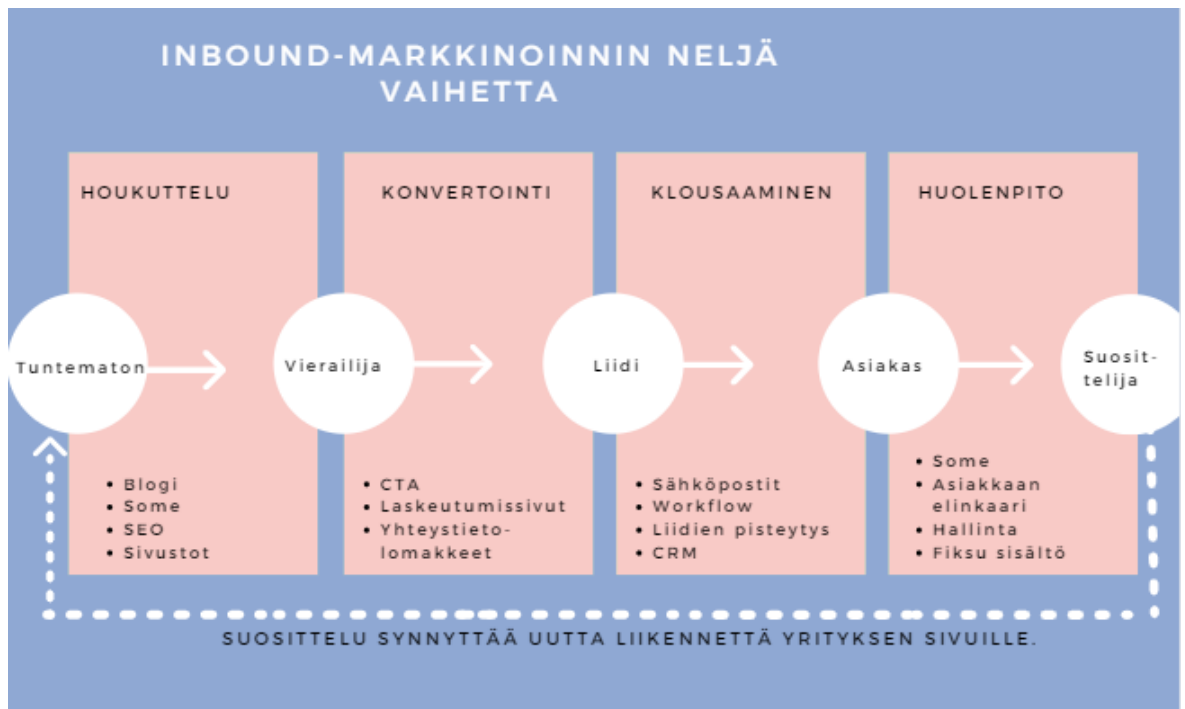 INBOUND-MARKKINOINNIN NELJÄ
VAIHETTA
HOUKUTTELU
KONVERTOINTI
KLOUSAAMINEN
HUOLENPITO
Tuntematon
Vierailija
Liidi
Asiakas
Suosit-
telija
• Blogi
• Some
• SEO
• Sivustot
• CTA
• Laskeutumissivut
• Yhteystieto-
lomakkeet
• Sähköpostit
• Workflow
• Liidien pisteytys
• CRM
• Some
• Asiakkaan
elinkaari
• Hallinta
• Fiksu sisältö
SUOSITTELU SYNNYTTÄÄ UUTTA LIIKENNETTÄ YRITYKSEN SIVUILLE.